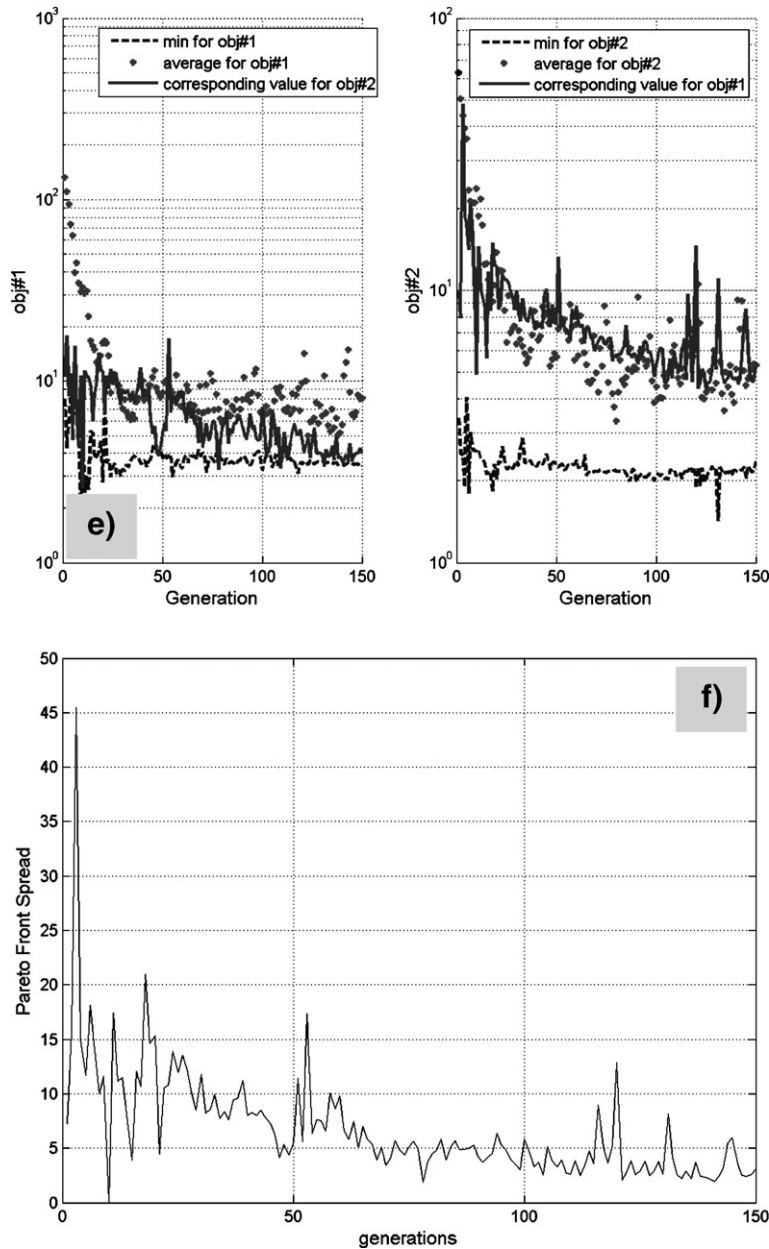 min for obj#1
average for obj#1
corresponding value for obj#2
10³
10²
10¹
10⁰
obj#1
e)
0
50
100
150
Generation
min for obj#2
average for obj#2
corresponding value for obj#1
10²
10¹
10⁰
obj#2
0
50
100
150
Generation
f)
50
45
40
35
30
25
20
15
10
5
0
Pareto Front Spread
0
50
100
150
generations